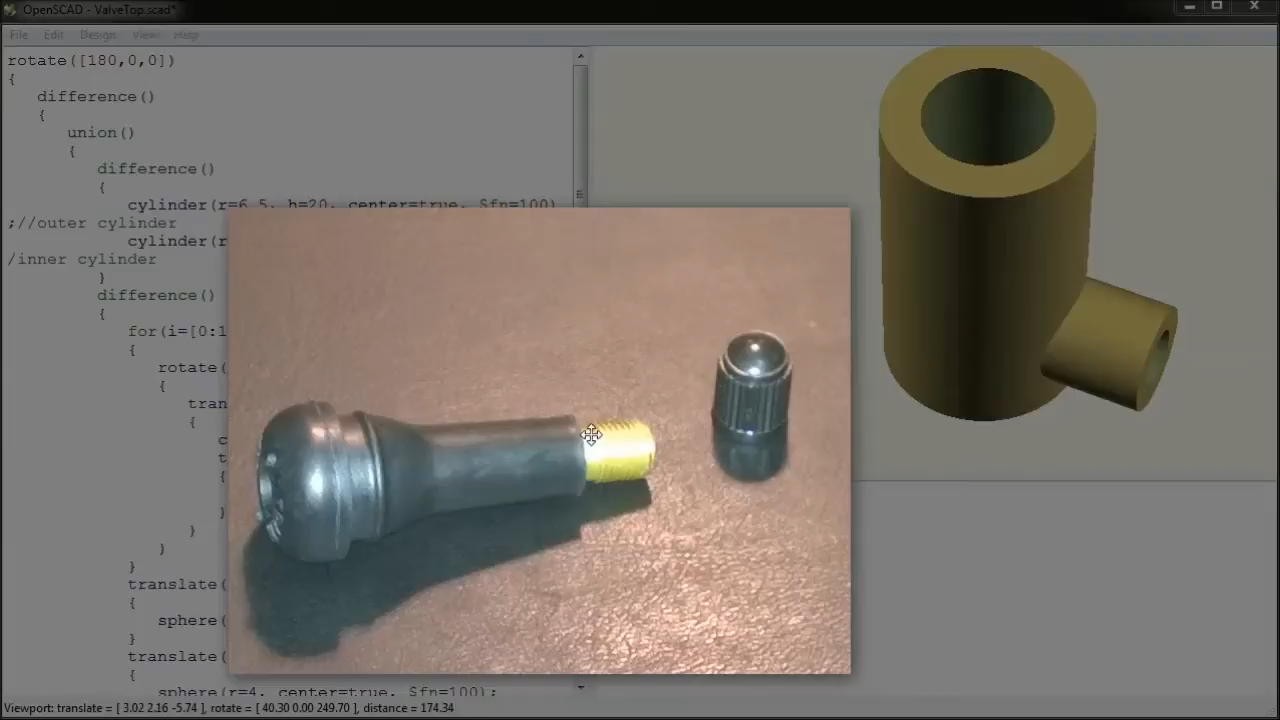 OpenSCAD - ValveTop.scad*
File Edit Design View Help
rotate([180,0,0])
{
difference()
{
union()
{
difference()
{
cylinder(r=6.5, h=20, center=true, $fn=100)
;//outer cylinder
cylinder(r
/inner cylinder
}
difference()
{
for(i=[0:1
{
rotate(
{
tran
{
c
t
{
}
}
}
}
translate(
{
sphere(
}
translate(
{
sphere(r=4, center=true, $fn=100);
Viewport: translate = [ 3.02 2.16 -5.74 ], rotate = [ 40.30 0.00 249.70 ], distance = 174.34